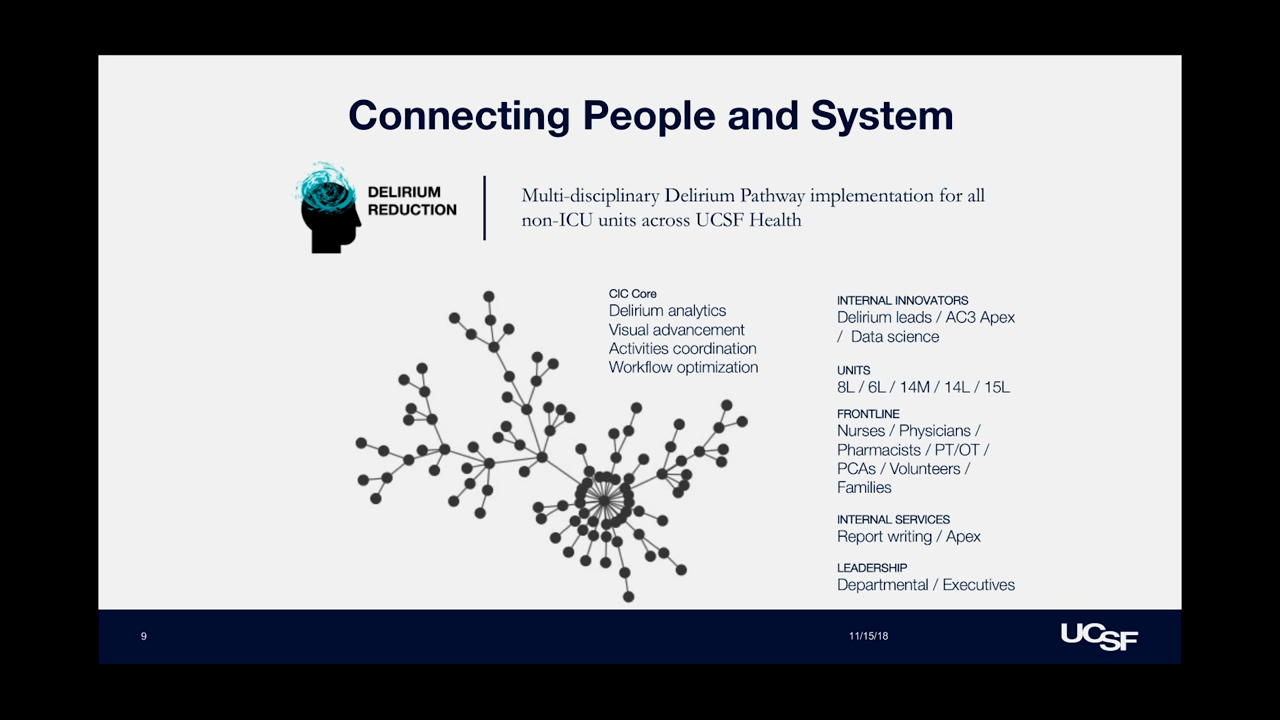 Connecting People and System
DELIRIUM
REDUCTION
Multi-disciplinary Delirium Pathway implementation for all
non-ICU units across UCSF Health
CIC Core
Delirium analytics
Visual advancement
Activities coordination
Workflow optimization
INTERNAL INNOVATORS
Delirium leads / AC3 Apex
/ Data science
UNITS
8L / 6L / 14M / 14L / 15L
FRONTLINE
Nurses / Physicians /
Pharmacists / PT/OT /
PCAs / Volunteers /
Families
INTERNAL SERVICES
Report writing / Apex
LEADERSHIP
Departmental / Executives
9
11/15/18
UCSF